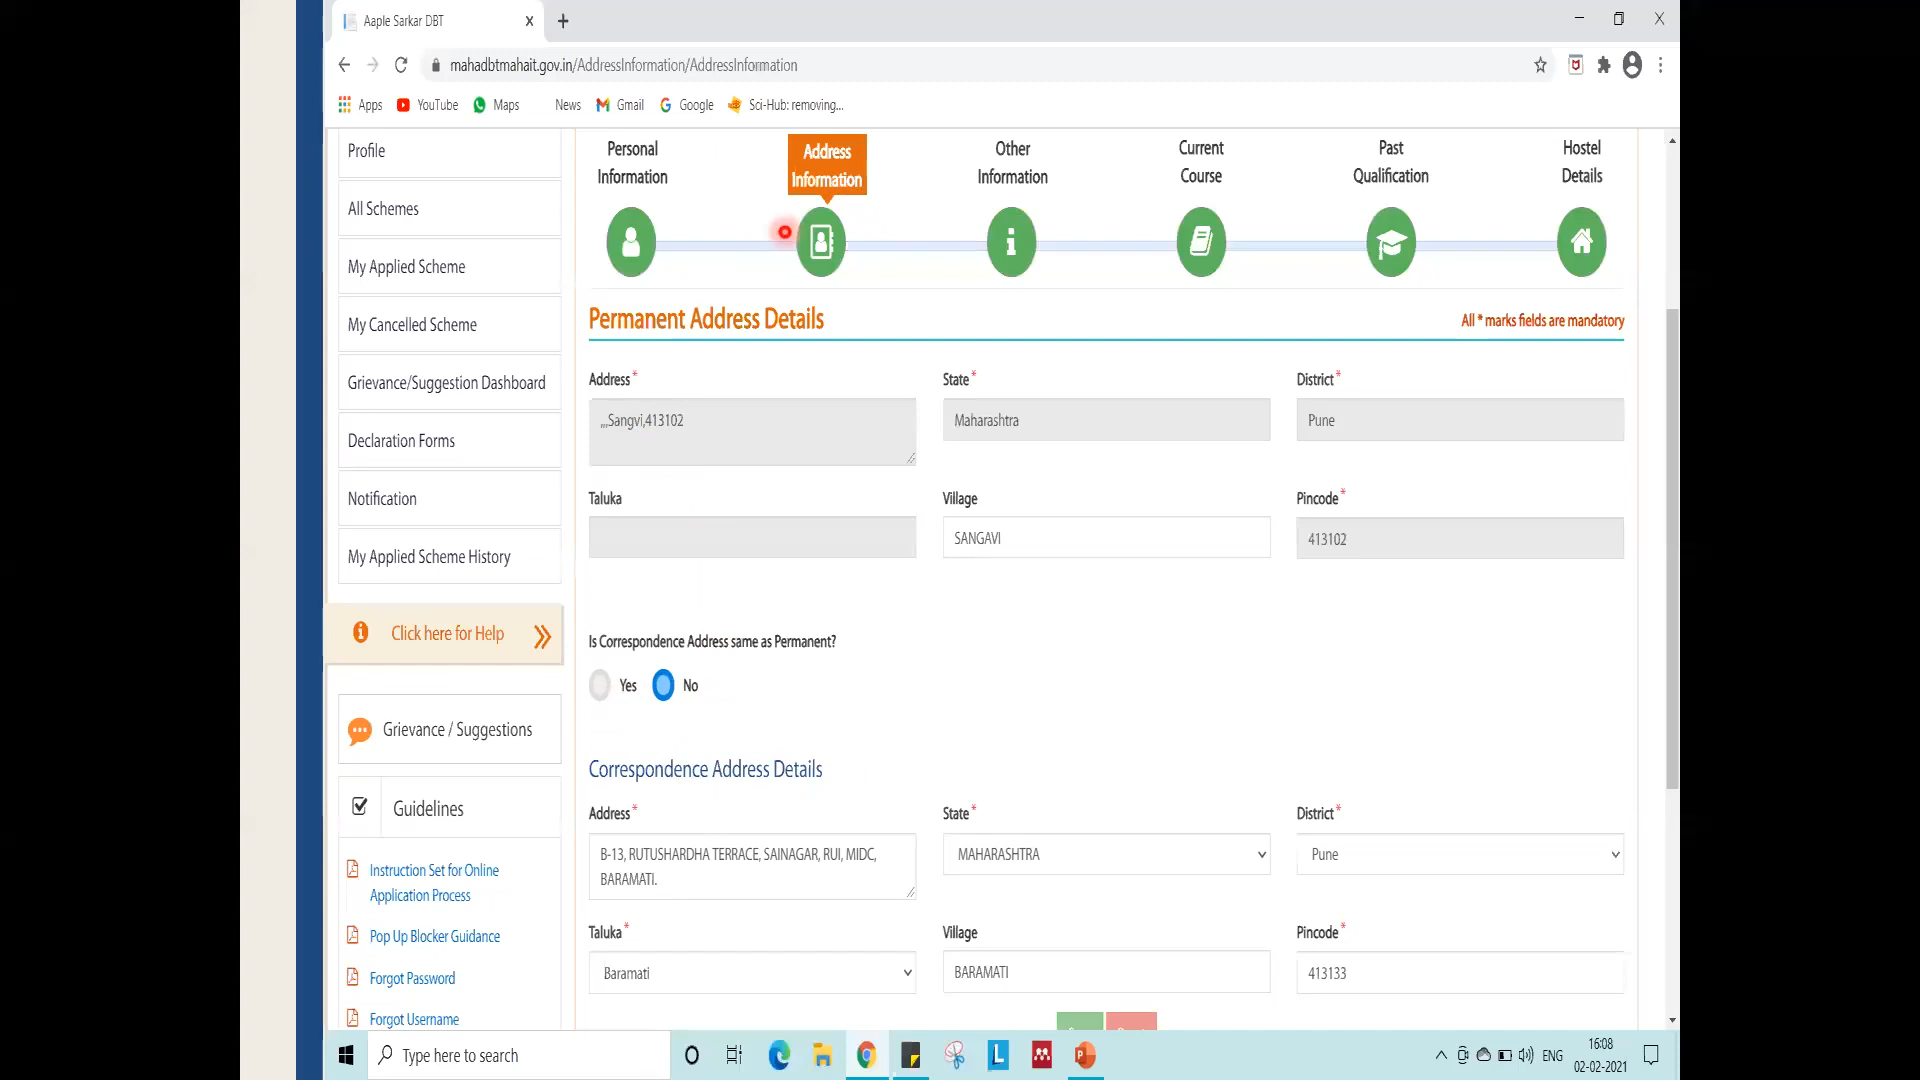 Aaple Sarkar DBT
mahadbtmahait.gov.in/AddressInformation/AddressInformation
Apps YouTube Maps News Gmail Google Sci-Hub: removing...
Profile
All Schemes
My Applied Scheme
My Cancelled Scheme
Grievance/Suggestion Dashboard
Declaration Forms
Notification
My Applied Scheme History
Click here for Help
Grievance / Suggestions
Guidelines
Instruction Set for Online
Application Process
Pop Up Blocker Guidance
Forgot Password
Forgot Username
Personal
Information
Address
Information
Other
Information
Current
Course
Past
Qualification
Hostel
Details
Permanent Address Details
All * marks fields are mandatory
Address * State * District *
,,,Sangvi,413102 Maharashtra Pune
Taluka Village Pincode *
SANGAVI 413102
Is Correspondence Address same as Permanent?
Yes No
Correspondence Address Details
Address * State * District *
B-13, RUTUSHARDHA TERRACE, SAINAGAR, RUI, MIDC,
BARAMATI.
MAHARASHTRA Pune
Taluka * Village Pincode *
Baramati BARAMATI 413133
Type here to search
ENG
16:08
02-02-2021